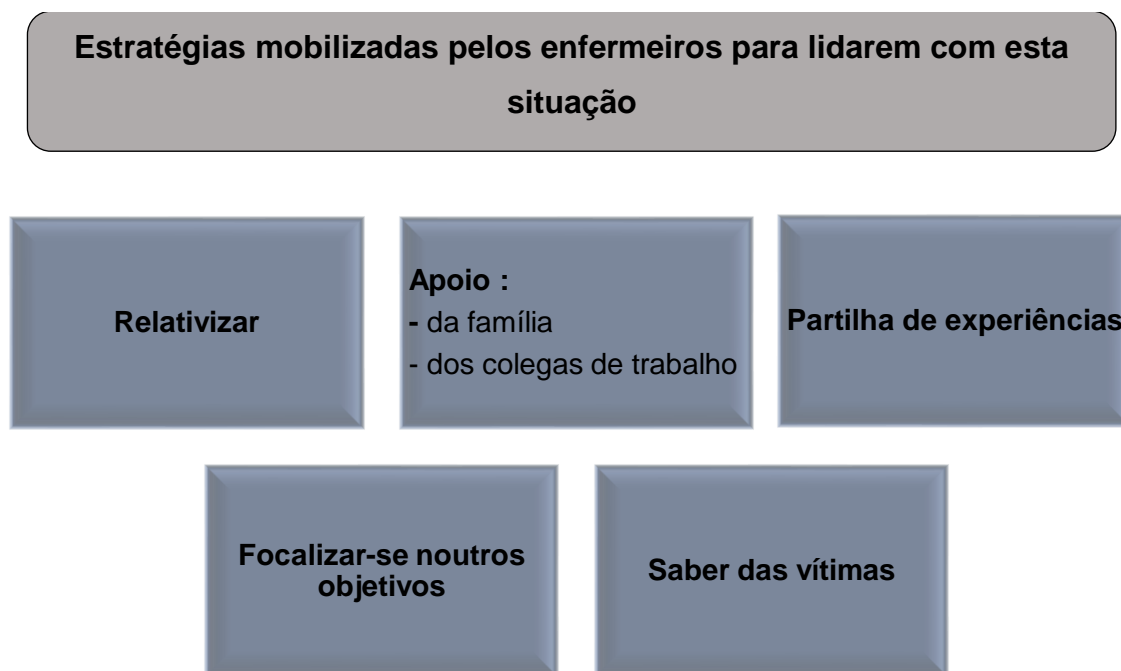 Estratégias mobilizadas pelos enfermeiros para lidarem com esta
situação
Relativizar
Apoio :
- da família
- dos colegas de trabalho
Partilha de experiências
Focalizar-se noutros
objetivos
Saber das vítimas